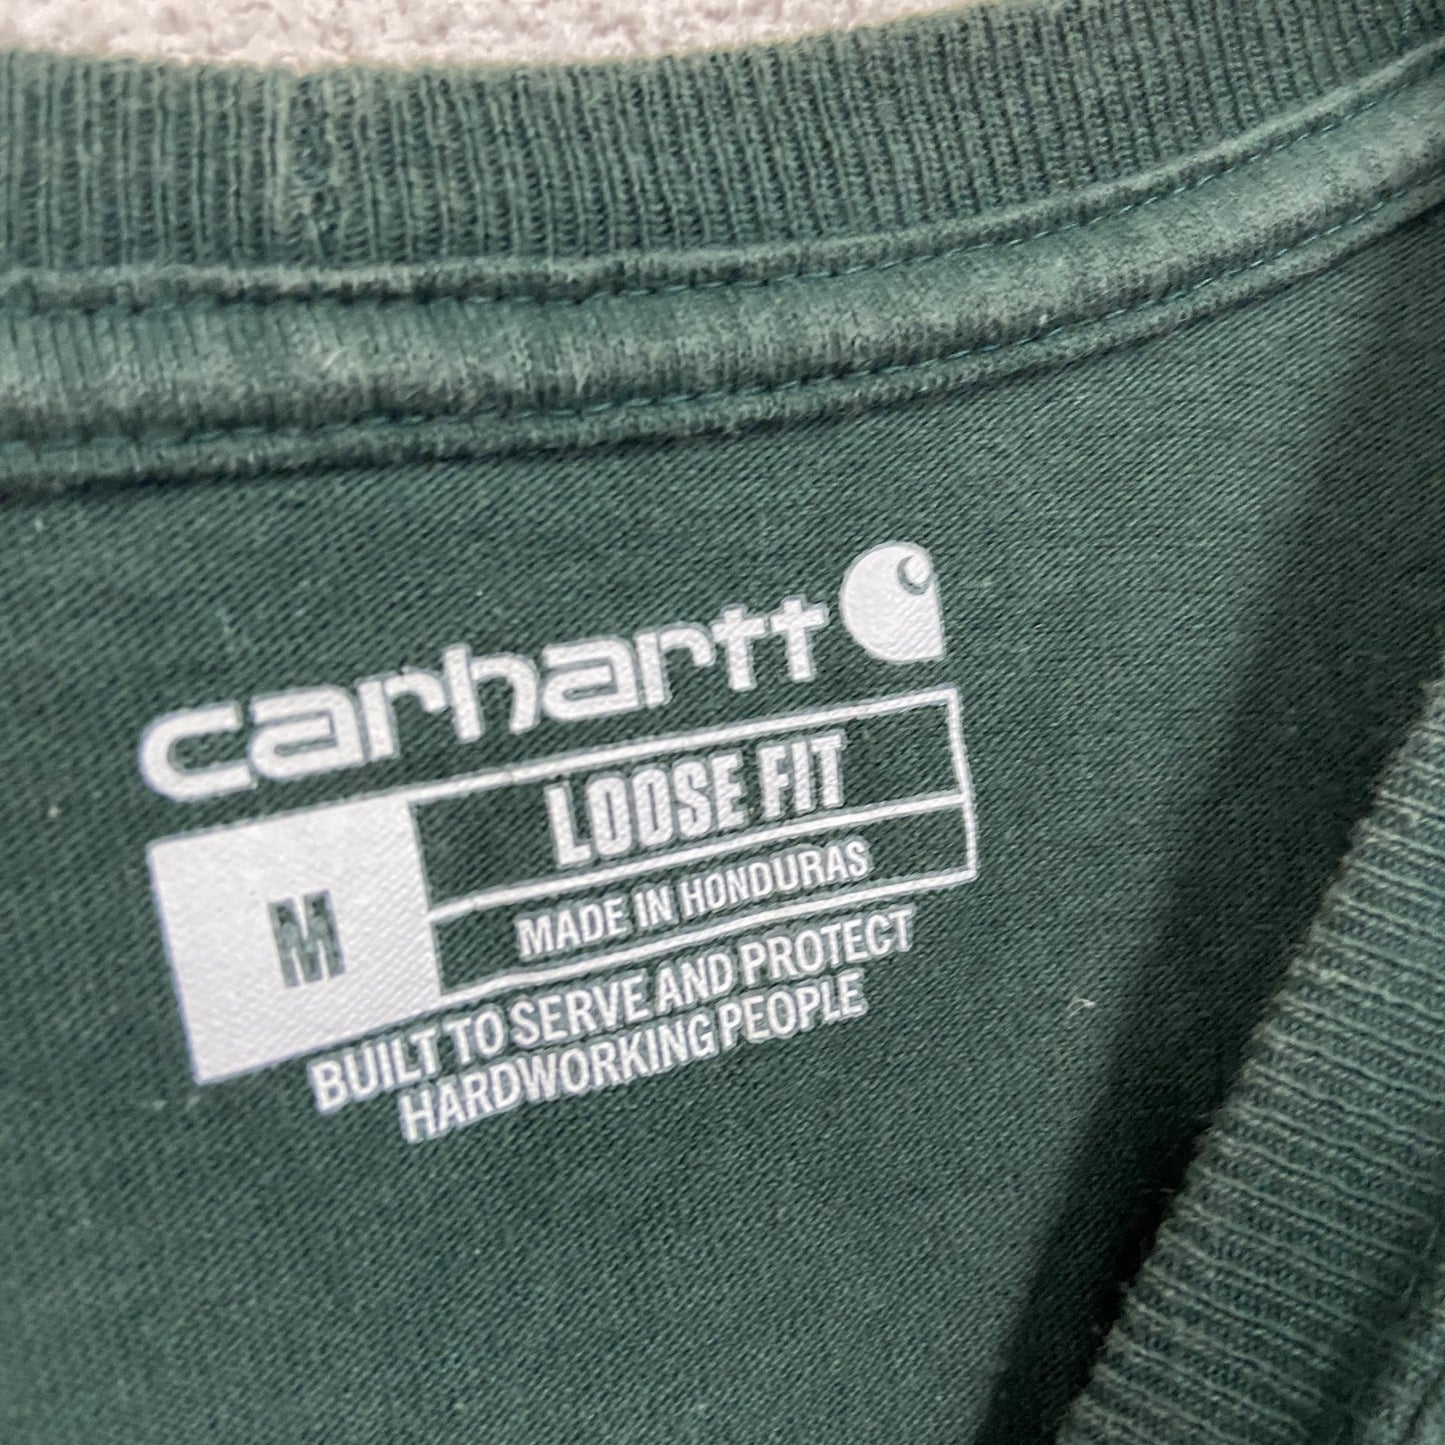 carhartt
LOOSE FIT
M
MADE IN HONDURAS
BUILT TO SERVE AND PROTECT
HARDWORKING PEOPLE